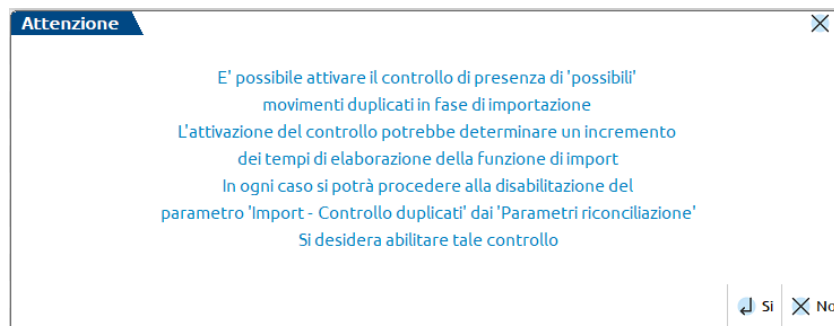 Attenzione
E' possibile attivare il controllo di presenza di 'possibili'
movimenti duplicati in fase di importazione
L'attivazione del controllo potrebbe determinare un incremento
dei tempi di elaborazione della funzione di import
In ogni caso si potrà procedere alla disabilitazione del
parametro 'Import - Controllo duplicati' dai 'Parametri riconciliazione'
Si desidera abilitare tale controllo
Si No